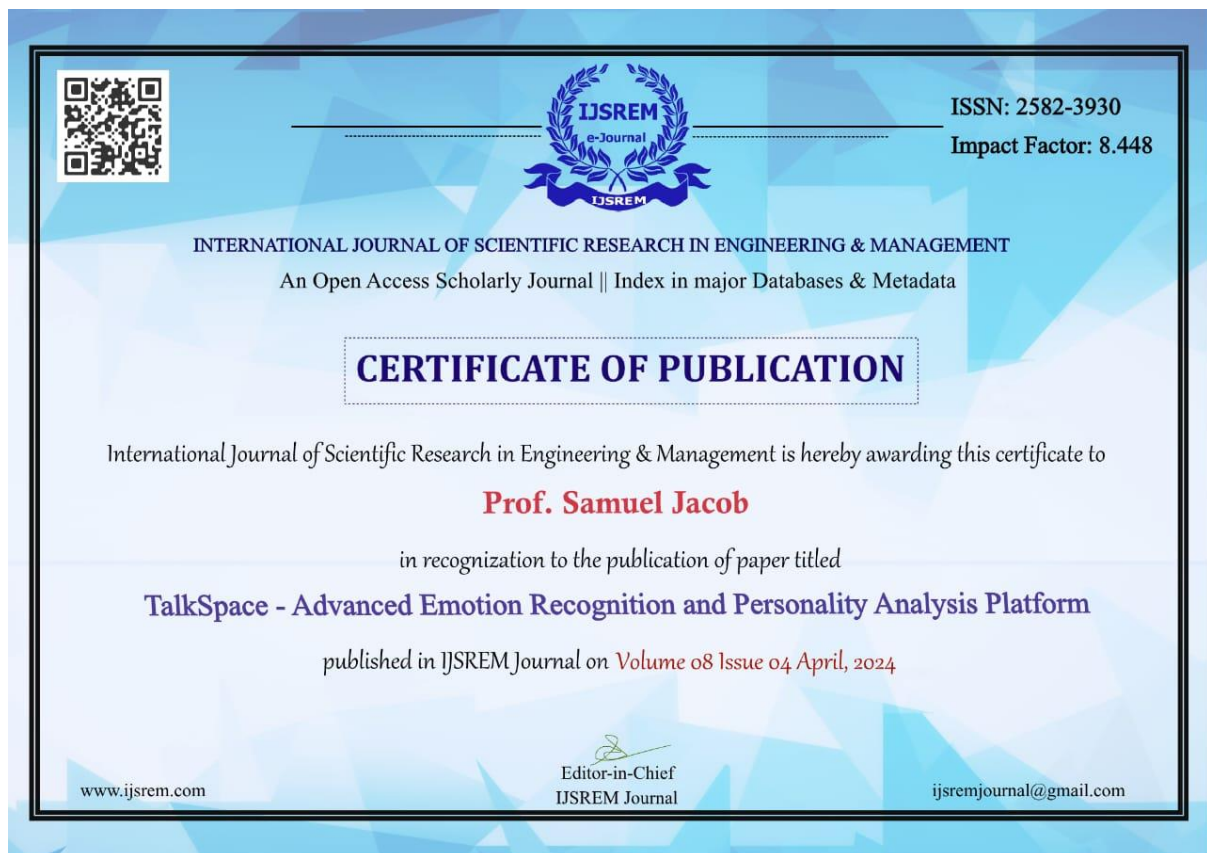 IJSREM
e-Journal
IJSREM
ISSN: 2582-3930
Impact Factor: 8.448
INTERNATIONAL JOURNAL OF SCIENTIFIC RESEARCH IN ENGINEERING & MANAGEMENT
An Open Access Scholarly Journal || Index in major Databases & Metadata
CERTIFICATE OF PUBLICATION
International Journal of Scientific Research in Engineering & Management is hereby awarding this certificate to
Prof. Samuel Jacob
in recognization to the publication of paper titled
TalkSpace - Advanced Emotion Recognition and Personality Analysis Platform
published in IJSREM Journal on Volume 08 Issue 04 April, 2024
www.ijsrem.com
Editor-in-Chief
IJSREM Journal
ijsremjournal@gmail.com